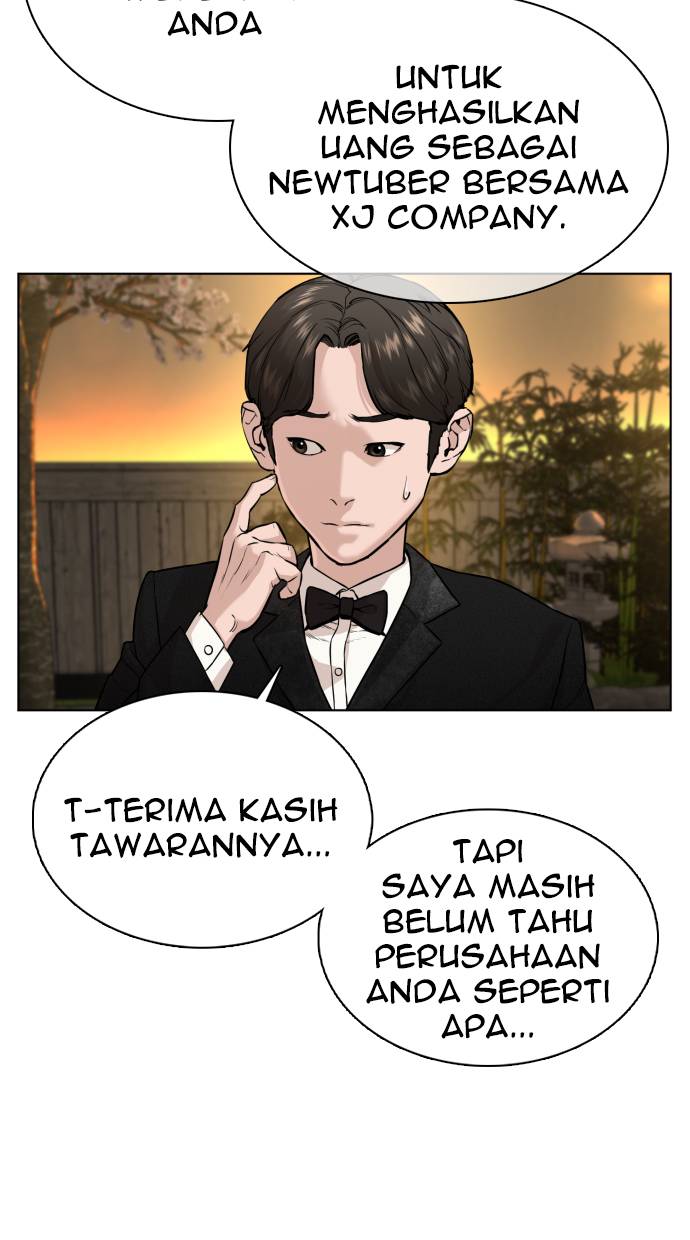 ANDA
UNTUK
MENGHASILKAN
UANG SEBAGAI
NEWTUBER BERSAMA
XJ COMPANY.
T-TERIMA KASIH
TAWARANNYA...
TAPI
SAYA MASIH
BELUM TAHU
PERUSAHAAN
ANDA SEPERTI
APA...